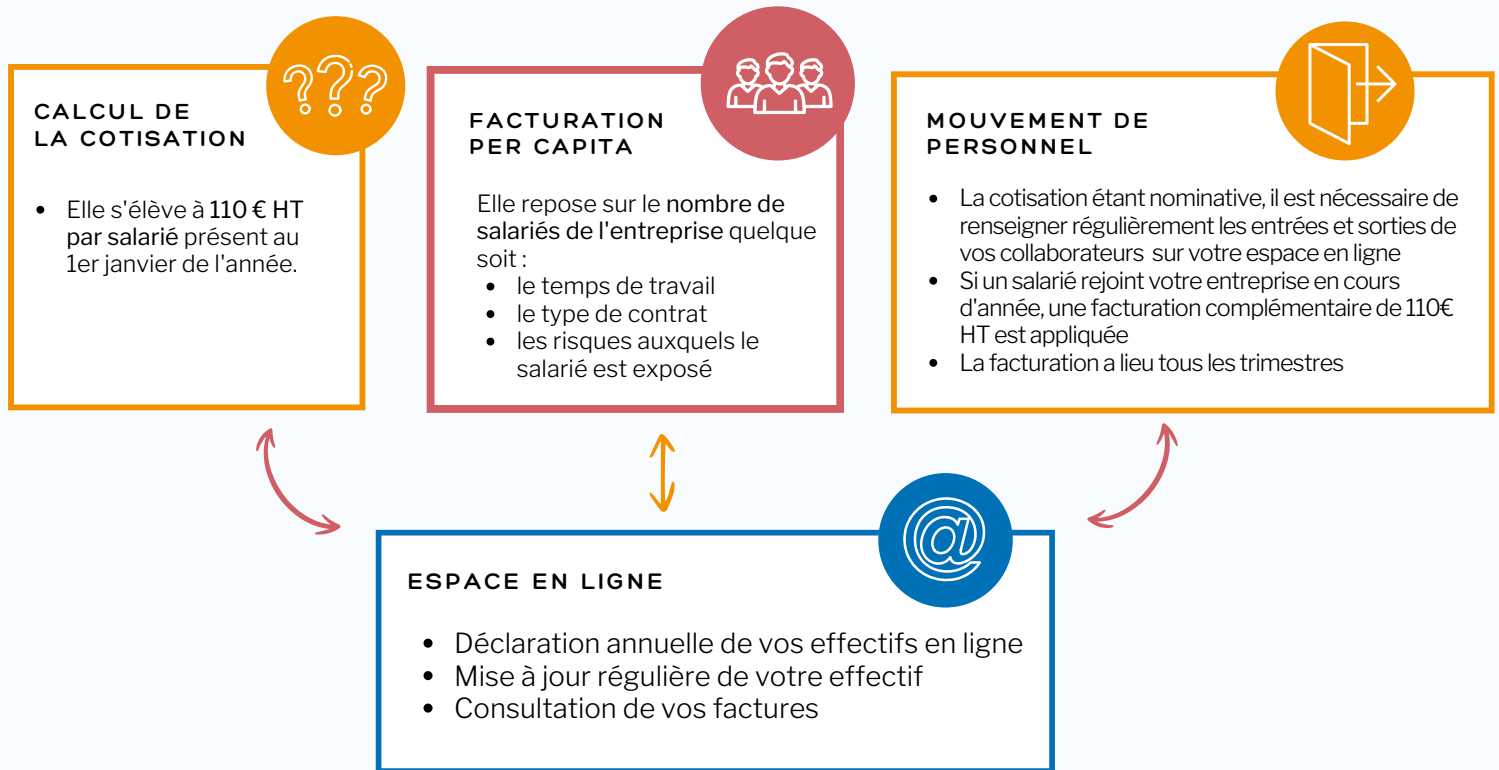 ???
CALCUL DE
LA COTISATION
• Elle s'élève à 110 € HT
par salarié présent au
1er janvier de l'année.
FACTURATION
PER CAPITA
Elle repose sur le nombre de
salariés de l'entreprise quelque
soit :
• le temps de travail
• le type de contrat
• les risques auxquels le
salarié est exposé
MOUVEMENT DE
PERSONNEL
• La cotisation étant nominative, il est nécessaire de
renseigner régulièrement les entrées et sorties de
vos collaborateurs sur votre espace en ligne
• Si un salarié rejoint votre entreprise en cours
d'année, une facturation complémentaire de 110€
HT est appliquée
• La facturation a lieu tous les trimestres
@
ESPACE EN LIGNE
• Déclaration annuelle de vos effectifs en ligne
• Mise à jour régulière de votre effectif
• Consultation de vos factures